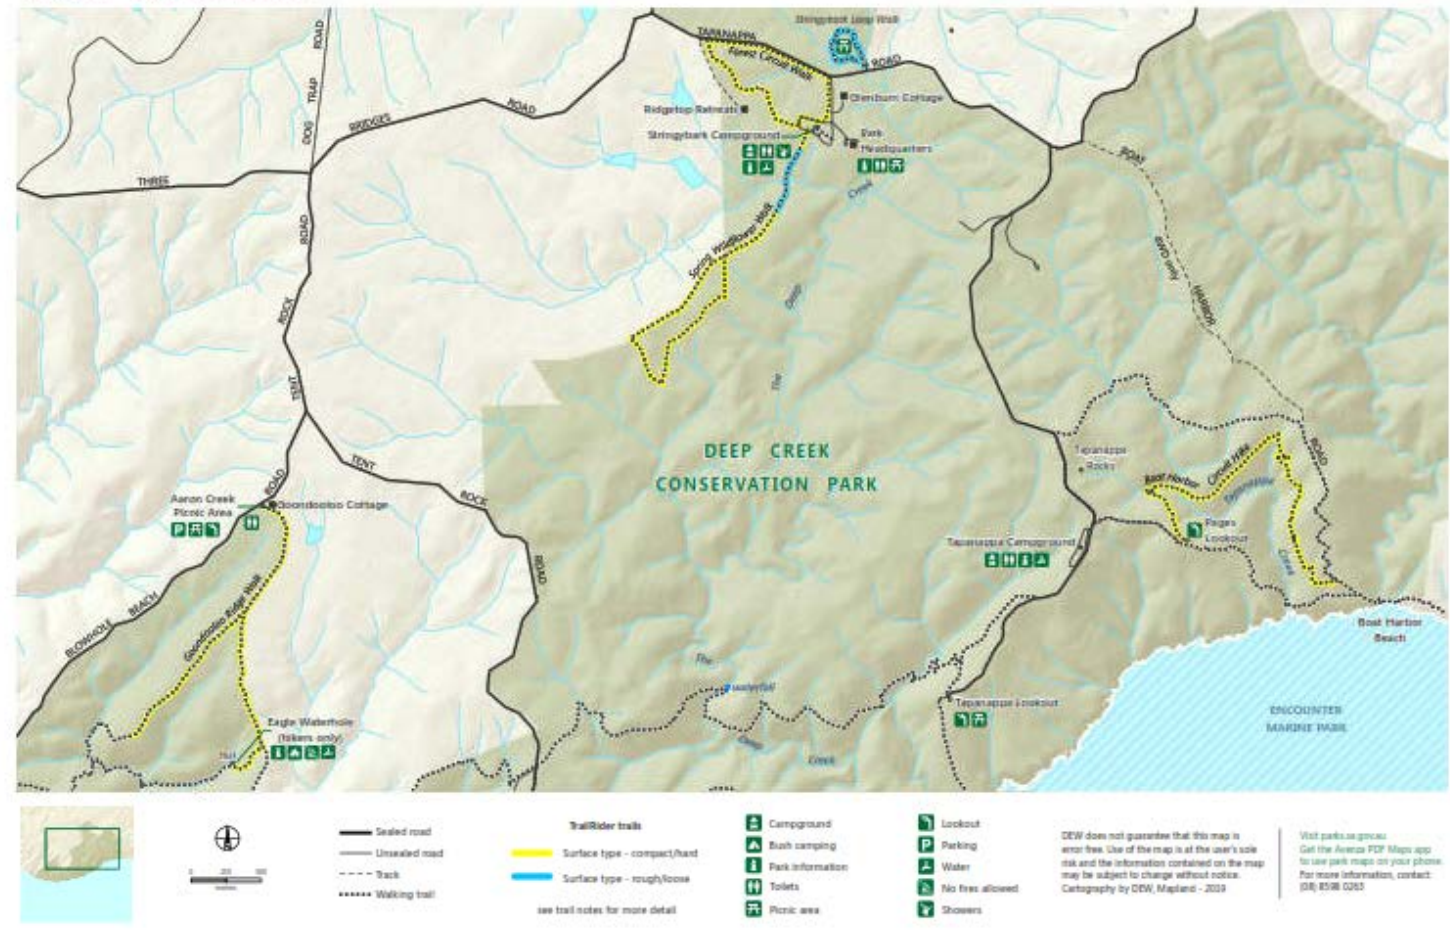 Stringybark Loop Walk
TAPANAPPA
ROAD
Forest Circuit Walk
Glenburn Cottage
Ridgetop Retreats
Stringybark Campground
Park
Headquarters
DOG TRAP ROAD
BRIDGES
ROAD
THREE
Creek
BOAT
4WD only
HARBOR
ROAD
Spring Wildflower Walk
Deep
The
ROAD
ROCK
TENT
DEEP CREEK
CONSERVATION PARK
Tapanappa
Rocks
Boat Harbor
Circuit Hike
Tapanappa
Creek
Pages
Lookout
TENT
ROCK
ROAD
Aaron Creek
Picnic Area
ROAD
Goondooloo Cottage
Tapanappa Campground
BLOWHOLE BEACH
Goondooloo Ridge Walk
Boat Harbor
Beach
The
waterfall
Deep
Creek
Tapanappa Lookout
ENCOUNTER
MARINE PARK
Eagle Waterhole
(hikers only)
Hut
Sealed road
Unsealed road
Track
Walking trail
TrailRider trails
Surface type - compact/hard
Surface type - rough/loose
see trail notes for more detail
Campground
Bush camping
Park information
Toilets
Picnic area
Lookout
P Parking
Water
No fires allowed
Showers
DEW does not guarantee that this map is
error free. Use of the map is at the user's sole
risk and the information contained on the map
may be subject to change without notice.
Cartography by DEW, Mapland - 2019
Visit parks.sa.gov.au
Get the Avenza PDF Maps app
to use park maps on your phone
For more information, contact:
(08) 8598 0263